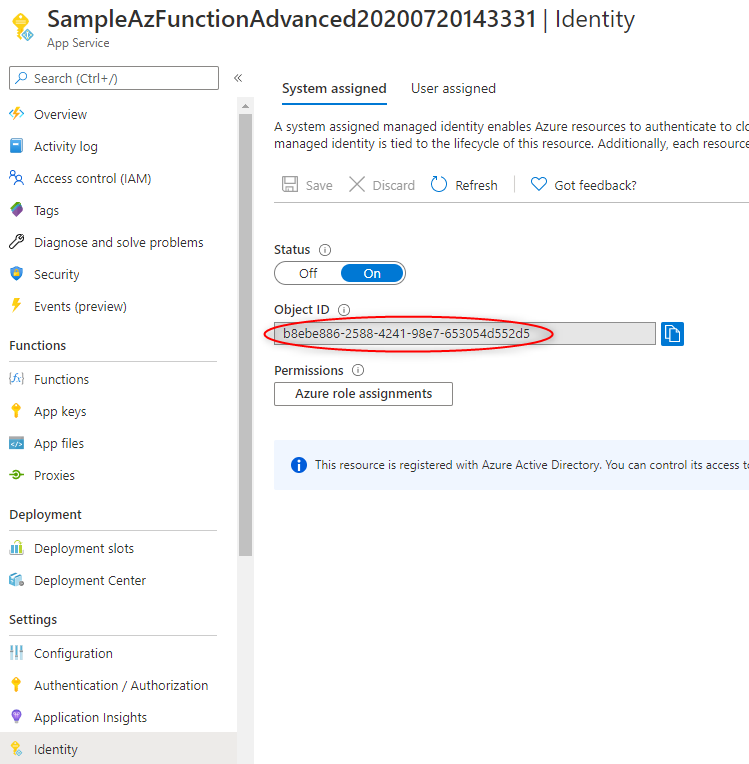 SampleAzFunctionAdvanced20200720143331 | Identity
App Service
Search (Ctrl+/)
«
Overview
Activity log
Access control (IAM)
Tags
Diagnose and solve problems
Security
Events (preview)
Functions
Functions
App keys
App files
Proxies
Deployment
Deployment slots
Deployment Center
Settings
Configuration
Authentication / Authorization
Application Insights
Identity
System assigned User assigned
A system assigned managed identity enables Azure resources to authenticate to clo
managed identity is tied to the lifecycle of this resource. Additionally, each resource
Save Discard Refresh Got feedback?
Status
Off On
Object ID
b8ebe886-2588-4241-98e7-653054d552d5
Permissions
Azure role assignments
This resource is registered with Azure Active Directory. You can control its access to